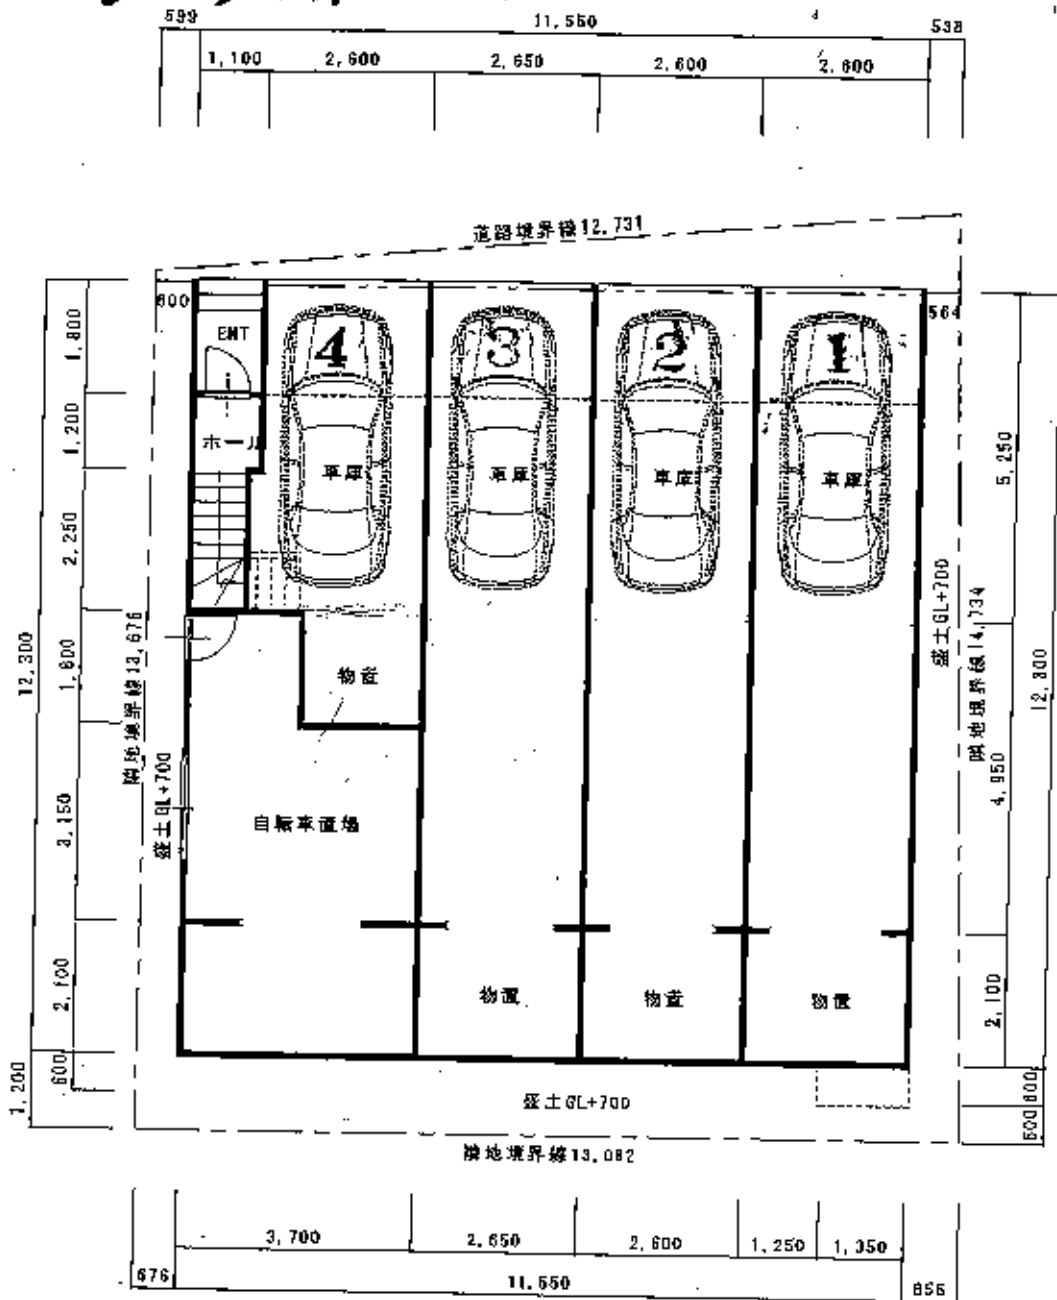 599
11,550
538
1,100
2,600
2,650
2,600
2,600
道路境界線12.731
600
564
ENT
4
3
2
1
ホール
車庫
車庫
車庫
車庫
1,800
1,200
2,250
12,300
1,600
3,150
2,100
600
1,200
隣地境界線13,676
盛土GL+700
物置
自転車置場
物置
物置
物置
5,250
盛土GL+700
隣地境界線14,734
12,300
4,950
2,100
600
600
盛土GL+700
隣地境界線13.082
3,700
2,650
2,600
1,250
1,350
676
11,550
856